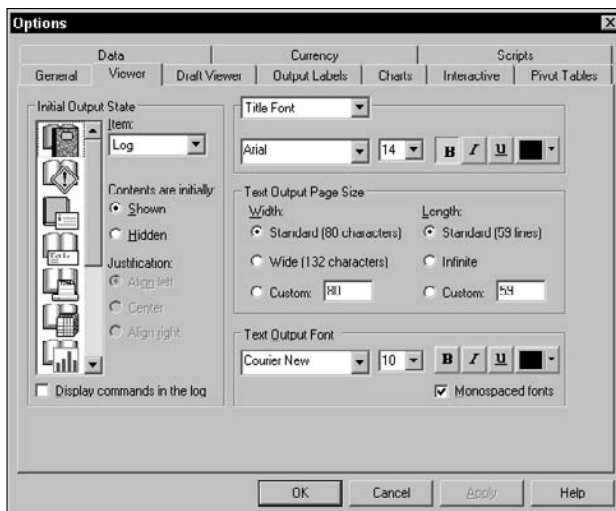 Options
Data Currency Scripts
General Viewer Draft Viewer Output Labels Charts Interactive Pivot Tables
Initial Output State
Item:
Log
Contents are initially:
Shown
Hidden
Justification:
Align left
Center
Align right
Display commands in the log
Title Font
Arial 14 B I U
Text Output Page Size
Width: Length:
Standard (80 characters) Standard (59 lines)
Wide (132 characters) Infinite
Custom: 80 Custom: 59
Text Output Font
Courier New 10 B I U
Monospaced fonts
OK Cancel Apply Help